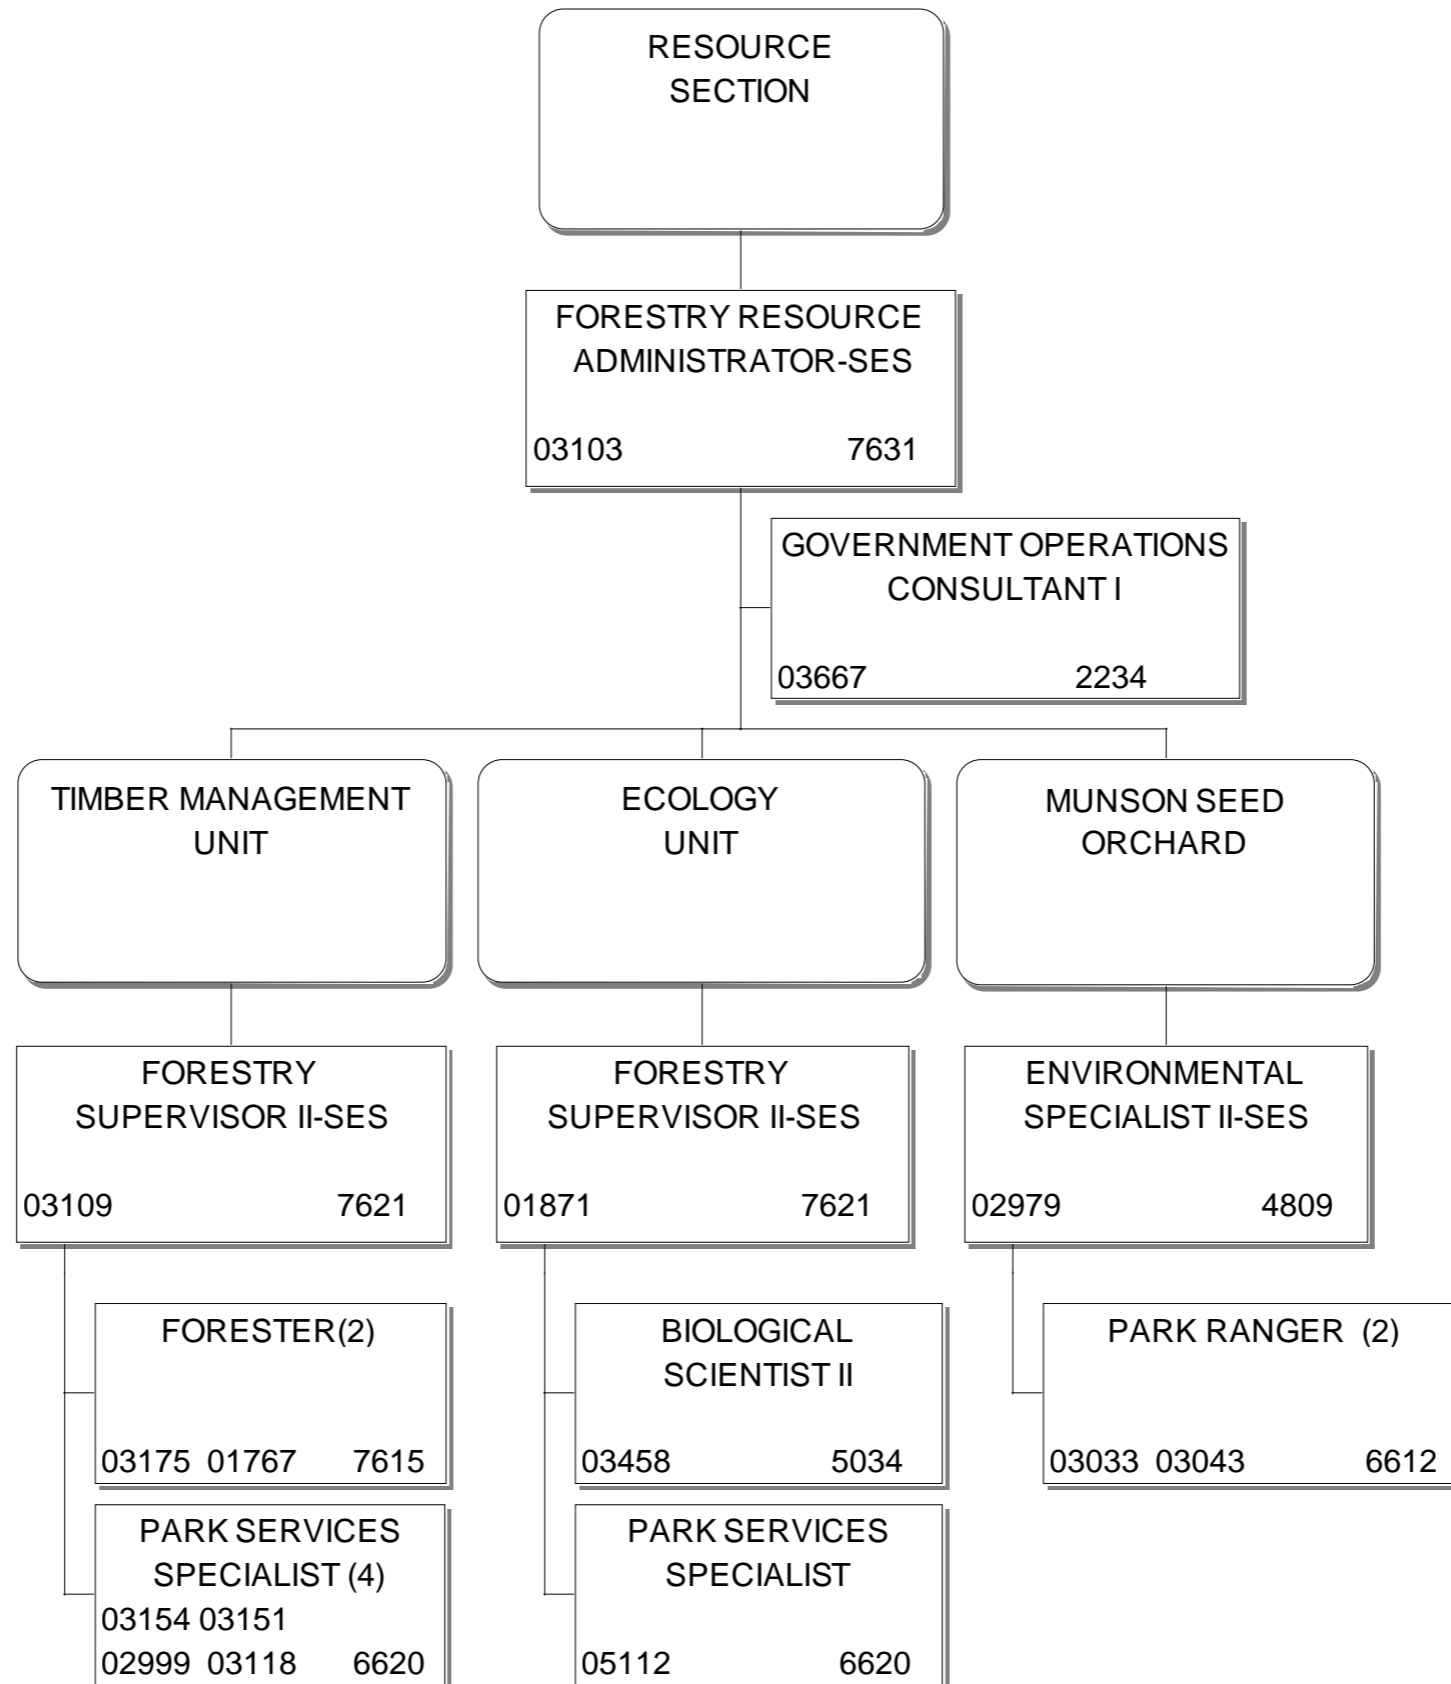 RESOURCE
SECTION
FORESTRY RESOURCE
ADMINISTRATOR-SES
03103 7631
GOVERNMENT OPERATIONS
CONSULTANT I
03667 2234
TIMBER MANAGEMENT
UNIT
ECOLOGY
UNIT
MUNSON SEED
ORCHARD
FORESTRY
SUPERVISOR II-SES
03109 7621
FORESTRY
SUPERVISOR II-SES
01871 7621
ENVIRONMENTAL
SPECIALIST II-SES
02979 4809
FORESTER(2)
03175 01767 7615
BIOLOGICAL
SCIENTIST II
03458 5034
PARK RANGER (2)
03033 03043 6612
PARK SERVICES
SPECIALIST (4)
03154 03151
02999 03118 6620
PARK SERVICES
SPECIALIST
05112 6620